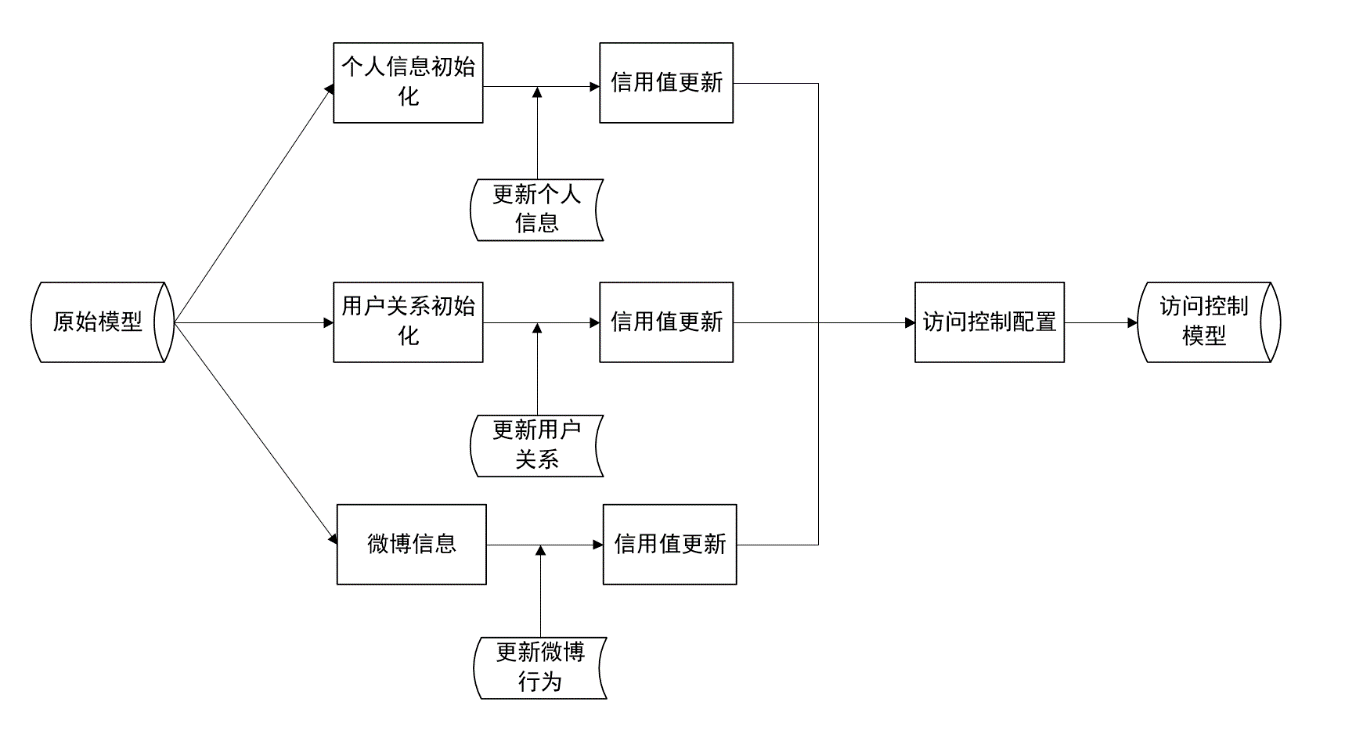 个人信息初始
化
信用值更新
更新个人
信息
原始模型
用户关系初始
化
信用值更新
访问控制配置
访问控制
模型
更新用户
关系
微博信息
信用值更新
更新微博
行为